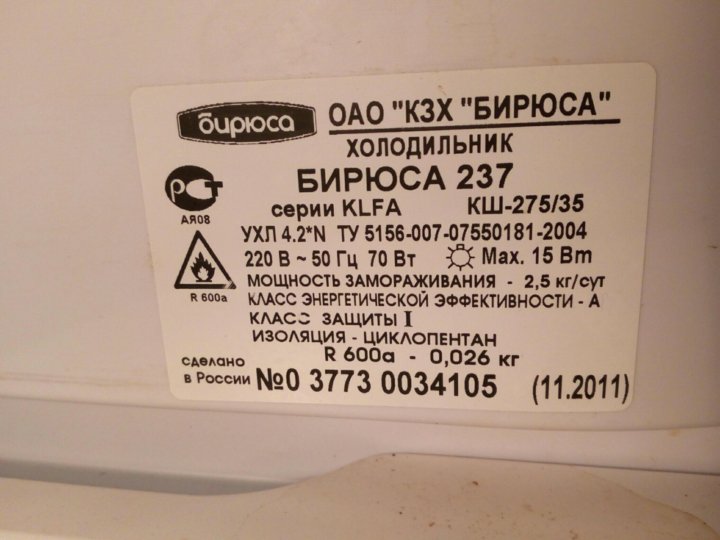 бирюса
ОАО "КЗХ "БИРЮСА"
ХОЛОДИЛЬНИК
БИРЮСА 237
серии KLFA КШ-275/35
РСТ
АЯ08
УХЛ 4.2*N ТУ 5156-007-07550181-2004
220 В ~ 50 Гц 70 Вт Max. 15 Вт
МОЩНОСТЬ ЗАМОРАЖИВАНИЯ - 2,5 кг/сут
R 600a
КЛАСС ЭНЕРГЕТИЧЕСКОЙ ЭФФЕКТИВНОСТИ - А
КЛАСС ЗАЩИТЫ I
ИЗОЛЯЦИЯ - ЦИКЛОПЕНТАН
R 600a - 0,026 кг
сделано
в России №0 3773 0034105 (11.2011)